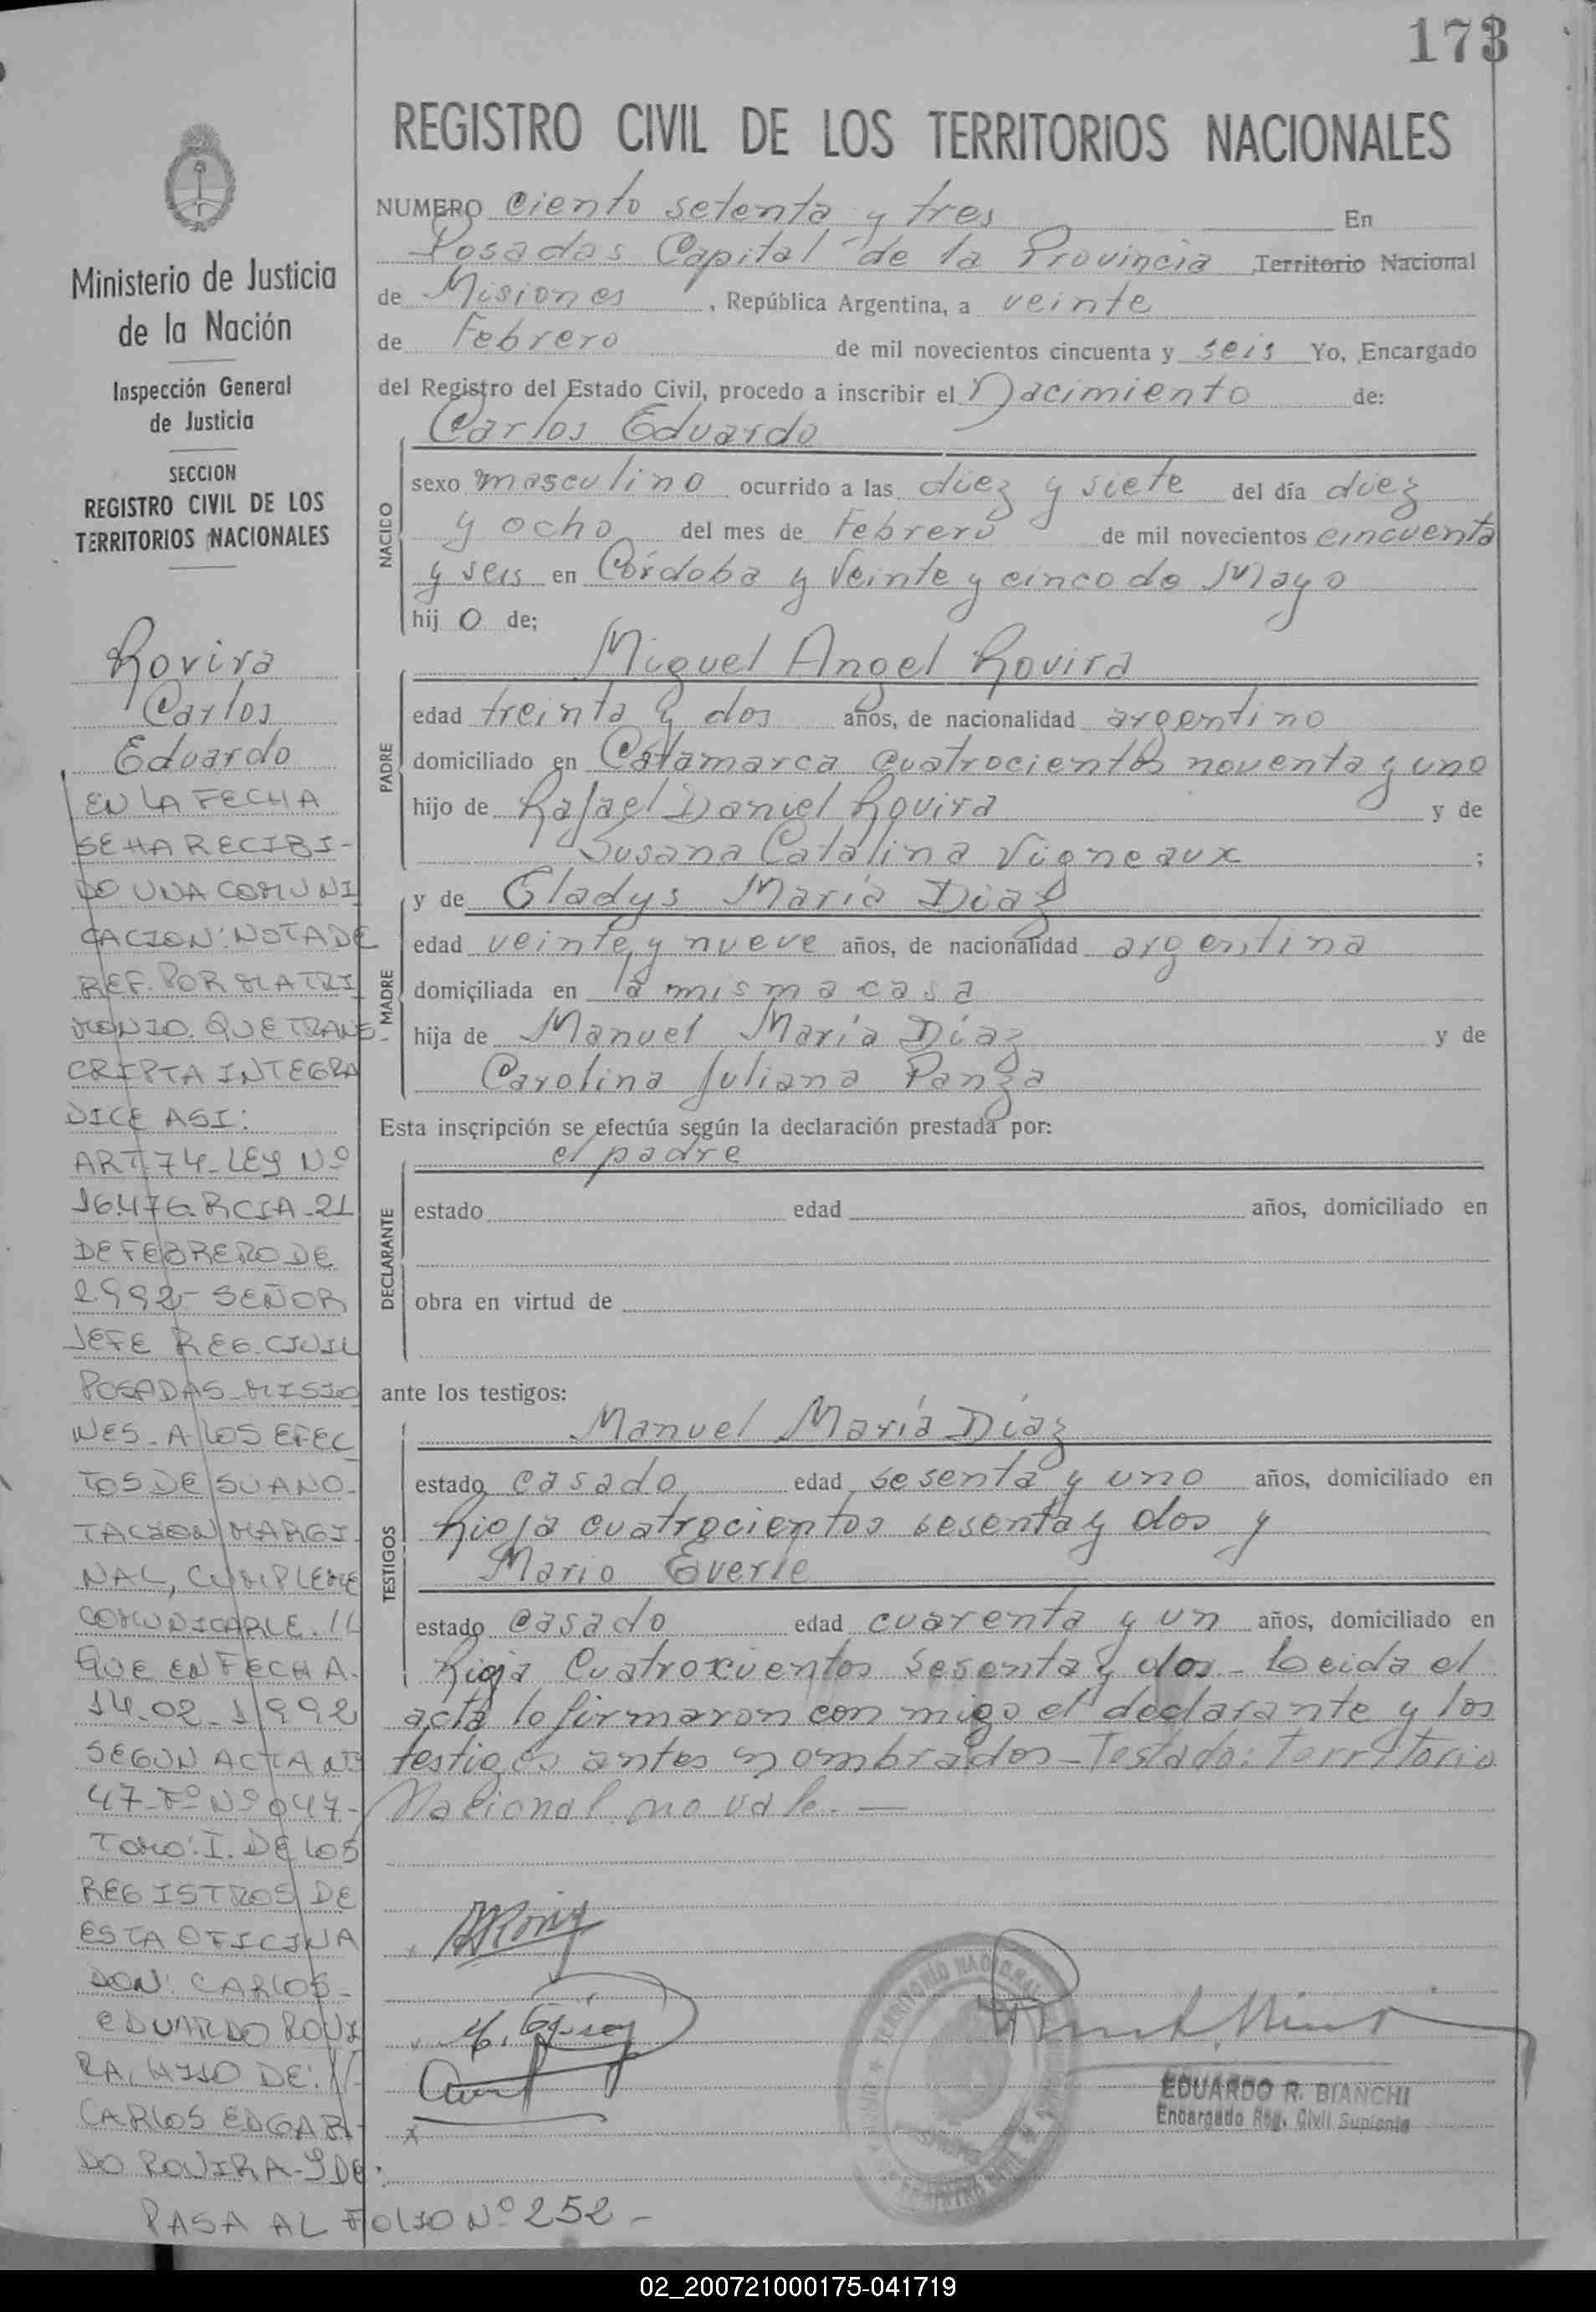 173
REGISTRO CIVIL DE LOS TERRITORIOS NACIONALES
Ministerio de Justicia
de la Nación
Inspección General
de Justicia
SECCION
REGISTRO CIVIL DE LOS
TERRITORIOS NACIONALES
Rovira
Carlos
Eduardo
EN LA FECHA
SE HA RECIBI-
DO UNA COMUNI
CACION: NOTA DE
REF. POR MATRI
MONIO. QUE TRANS-
CRIPTA INTEGRA
DICE ASI:
ART. 74-LEY Nº
16.476. RCIA-21
DE FEBRERO DE
1992- SEÑOR
JEFE REG. CIVIL
POSADAS-MISIO
NES-A LOS EFEC
TOS DE SU ANO-
TACION MARGI
NAL, CUMPLEME
COMUNICARLE.//
QUE EN FECHA-
14-02-1992
SEGUN ACTA Nº
47-Fº Nº 047-
TOMO: I. DE LOS
REGISTROS DE
ESTA OFICINA
DON: CARLOS-
EDUARDO ROVI
RA, HIJO DE://-
CARLOS EDGAR-
DO ROVIRA-Y DE:
PASA AL FOLIO Nº 252-
NUMERO Ciento setenta y tres En
Posadas Capital de la Provincia Territorio Nacional
de Misiones, República Argentina, a veinte
de Febrero de mil novecientos cincuenta y seis Yo, Encargado
del Registro del Estado Civil, procedo a inscribir el Nacimiento de:
NACIDO
Carlos Eduardo
sexo masculino ocurrido a las diez y siete del día diez
y ocho del mes de Febrero de mil novecientos cincuenta
y seis en Córdoba y Veinte y cinco de Mayo
hij o de;
PADRE
Miguel Angel Rovira
edad treinta y dos años, de nacionalidad argentino
domiciliado en Catamarca cuatrocientos noventa y uno
hijo de Rafael Daniel Rovira y de
Susana Catalina Vigneaux ;
MADRE
y de Gladys María Díaz
edad veinte y nueve años, de nacionalidad argentina
domiciliada en la misma casa
hija de Manuel María Díaz y de
Carolina Juliana Panza
Esta inscripción se efectúa según la declaración prestada por:
DECLARANTE
el padre
estado edad años, domiciliado en
obra en virtud de
ante los testigos:
TESTIGOS
Manuel María Díaz
estado casado edad sesenta y uno años, domiciliado en
Rioja cuatrocientos sesenta y dos y
Mario Everle
estado casado edad cuarenta y un años, domiciliado en
Rioja Cuatrocientos sesenta y dos - Leida el
acta lo firmaron con migo el declarante y los
testigos antes nombrados - Testado: Territorio
Nacional no vale. —
EDUARDO R. BIANCHI
Encargado Reg. Civil Suplente
02_200721000175-041719